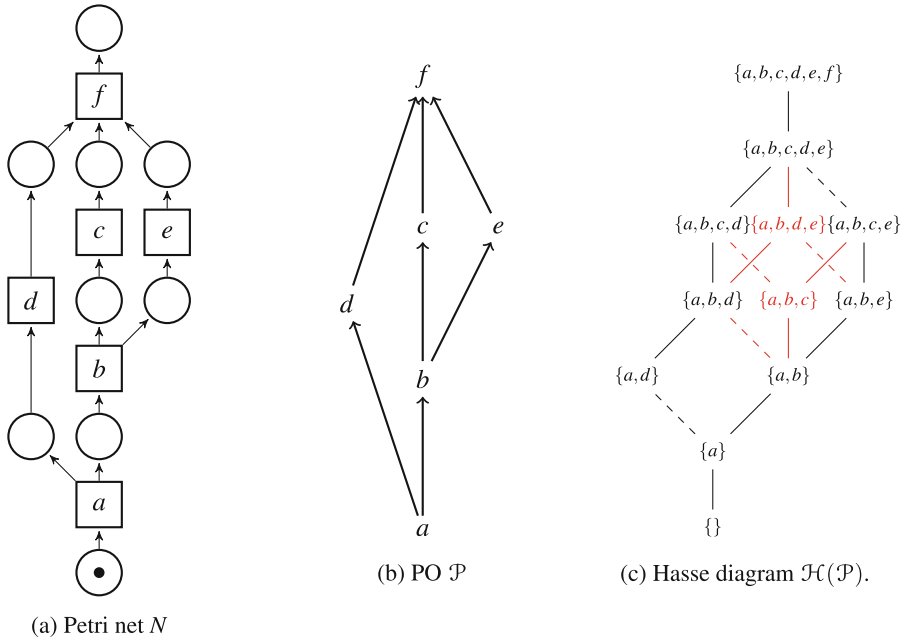 f
c
e
d
b
a
(a) Petri net N
f
c
e
d
b
a
(b) PO 𝒫
{a,b,c,d,e,f}
{a,b,c,d,e}
{a,b,c,d} {a,b,d,e} {a,b,c,e}
{a,b,d} {a,b,c} {a,b,e}
{a,d} {a,b}
{a}
{}
(c) Hasse diagram ℋ(𝒫).